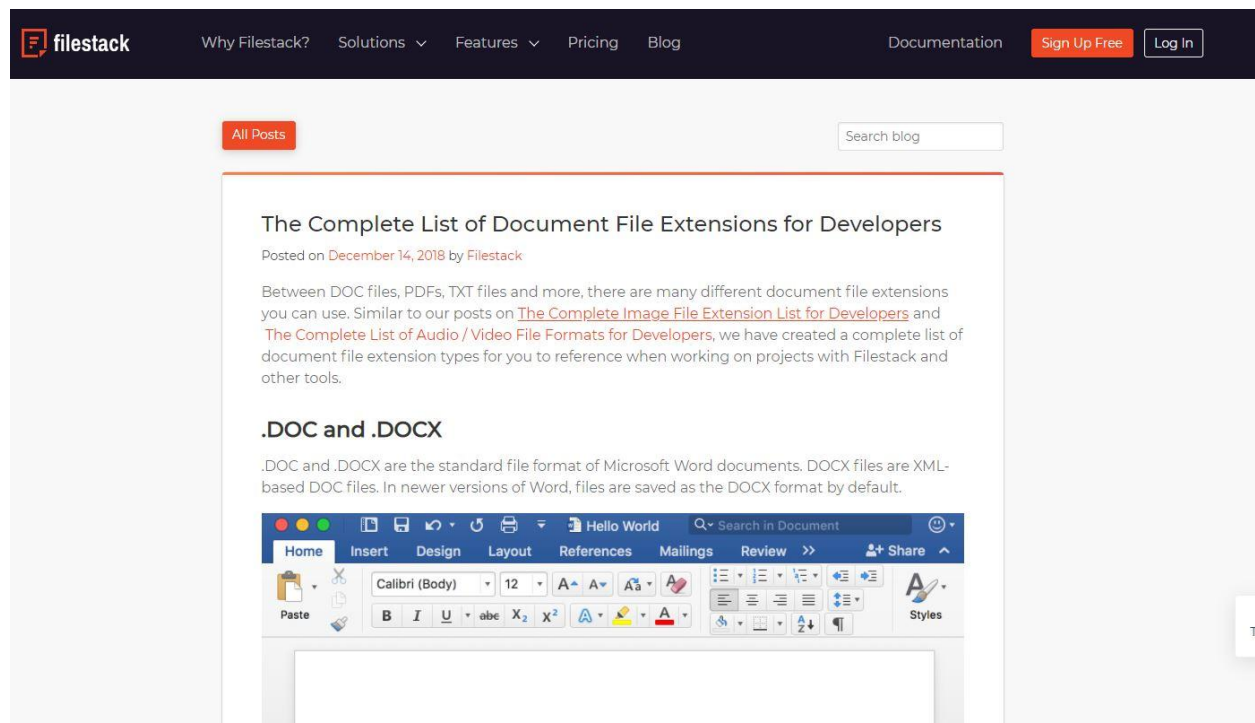 filestack Why Filestack? Solutions Features Pricing Blog Documentation Sign Up Free Log In
All Posts Search blog
The Complete List of Document File Extensions for Developers
Posted on December 14, 2018 by Filestack
Between DOC files, PDFs, TXT files and more, there are many different document file extensions
you can use. Similar to our posts on The Complete Image File Extension List for Developers and
The Complete List of Audio / Video File Formats for Developers, we have created a complete list of
document file extension types for you to reference when working on projects with Filestack and
other tools.
.DOC and .DOCX
.DOC and .DOCX are the standard file format of Microsoft Word documents. DOCX files are XML-
based DOC files. In newer versions of Word, files are saved as the DOCX format by default.
Hello World Search in Document
Home Insert Design Layout References Mailings Review >> Share
Calibri (Body) 12 A A Aa
Paste B I U abc X₂ X² A A A Z Styles
T